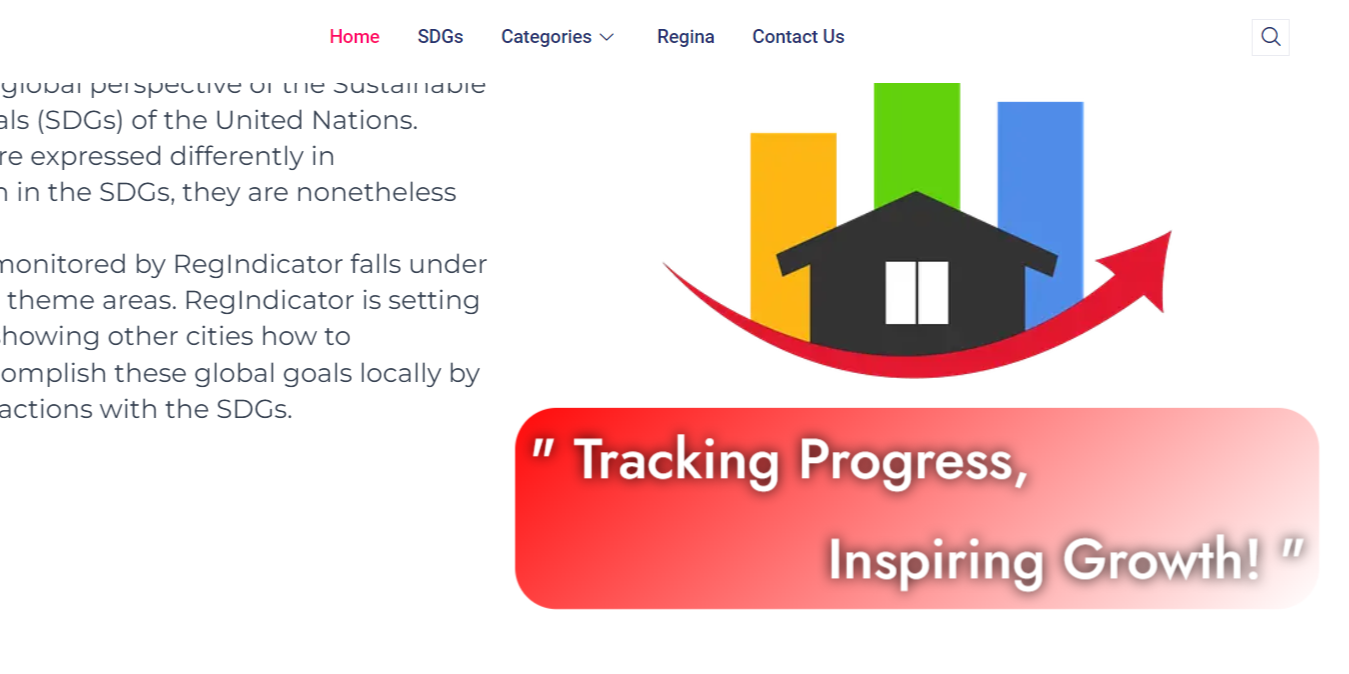 Home SDGs Categories Regina Contact Us
global perspective of the Sustainable
als (SDGs) of the United Nations.
re expressed differently in
n in the SDGs, they are nonetheless
monitored by RegIndicator falls under
theme areas. RegIndicator is setting
showing other cities how to
omplish these global goals locally by
actions with the SDGs.
" Tracking Progress,
Inspiring Growth! "